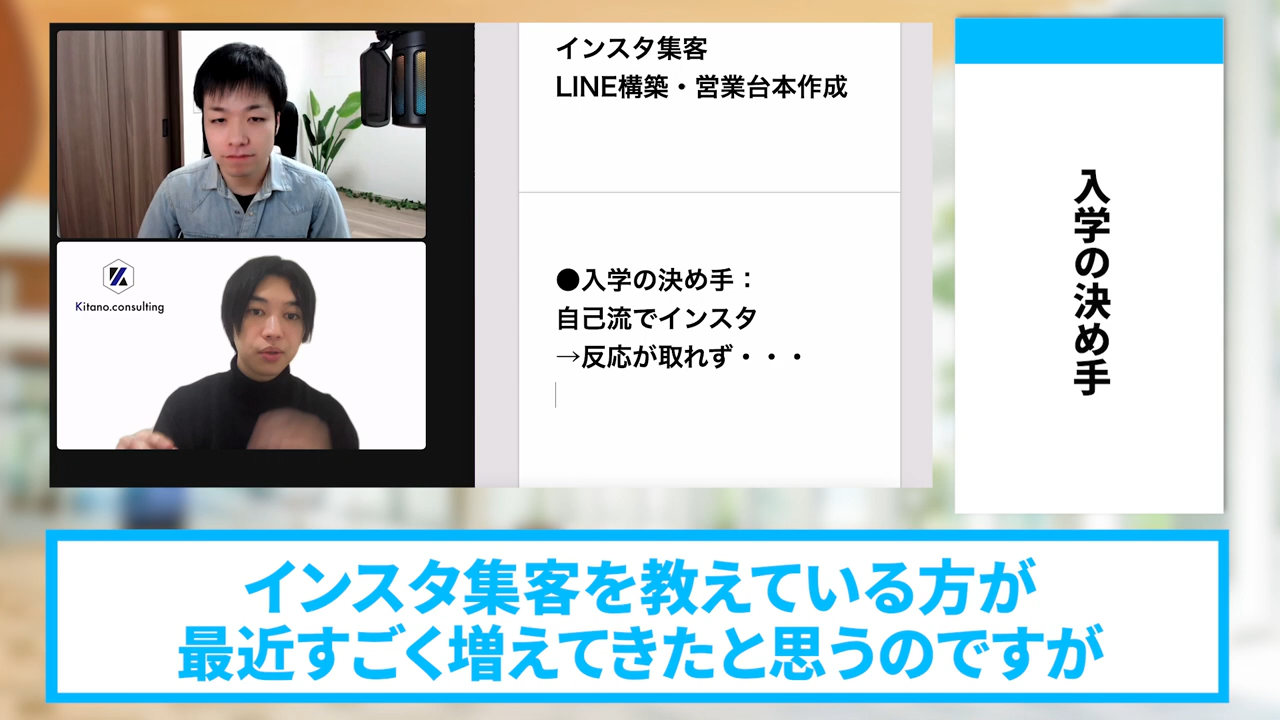 インスタ集客
LINE構築・営業台本作成
●入学の決め手：
自己流でインスタ
→反応が取れず・・・
Kitano.consulting
入学の決め手
インスタ集客を教えている方が
最近すごく増えてきたと思うのですが